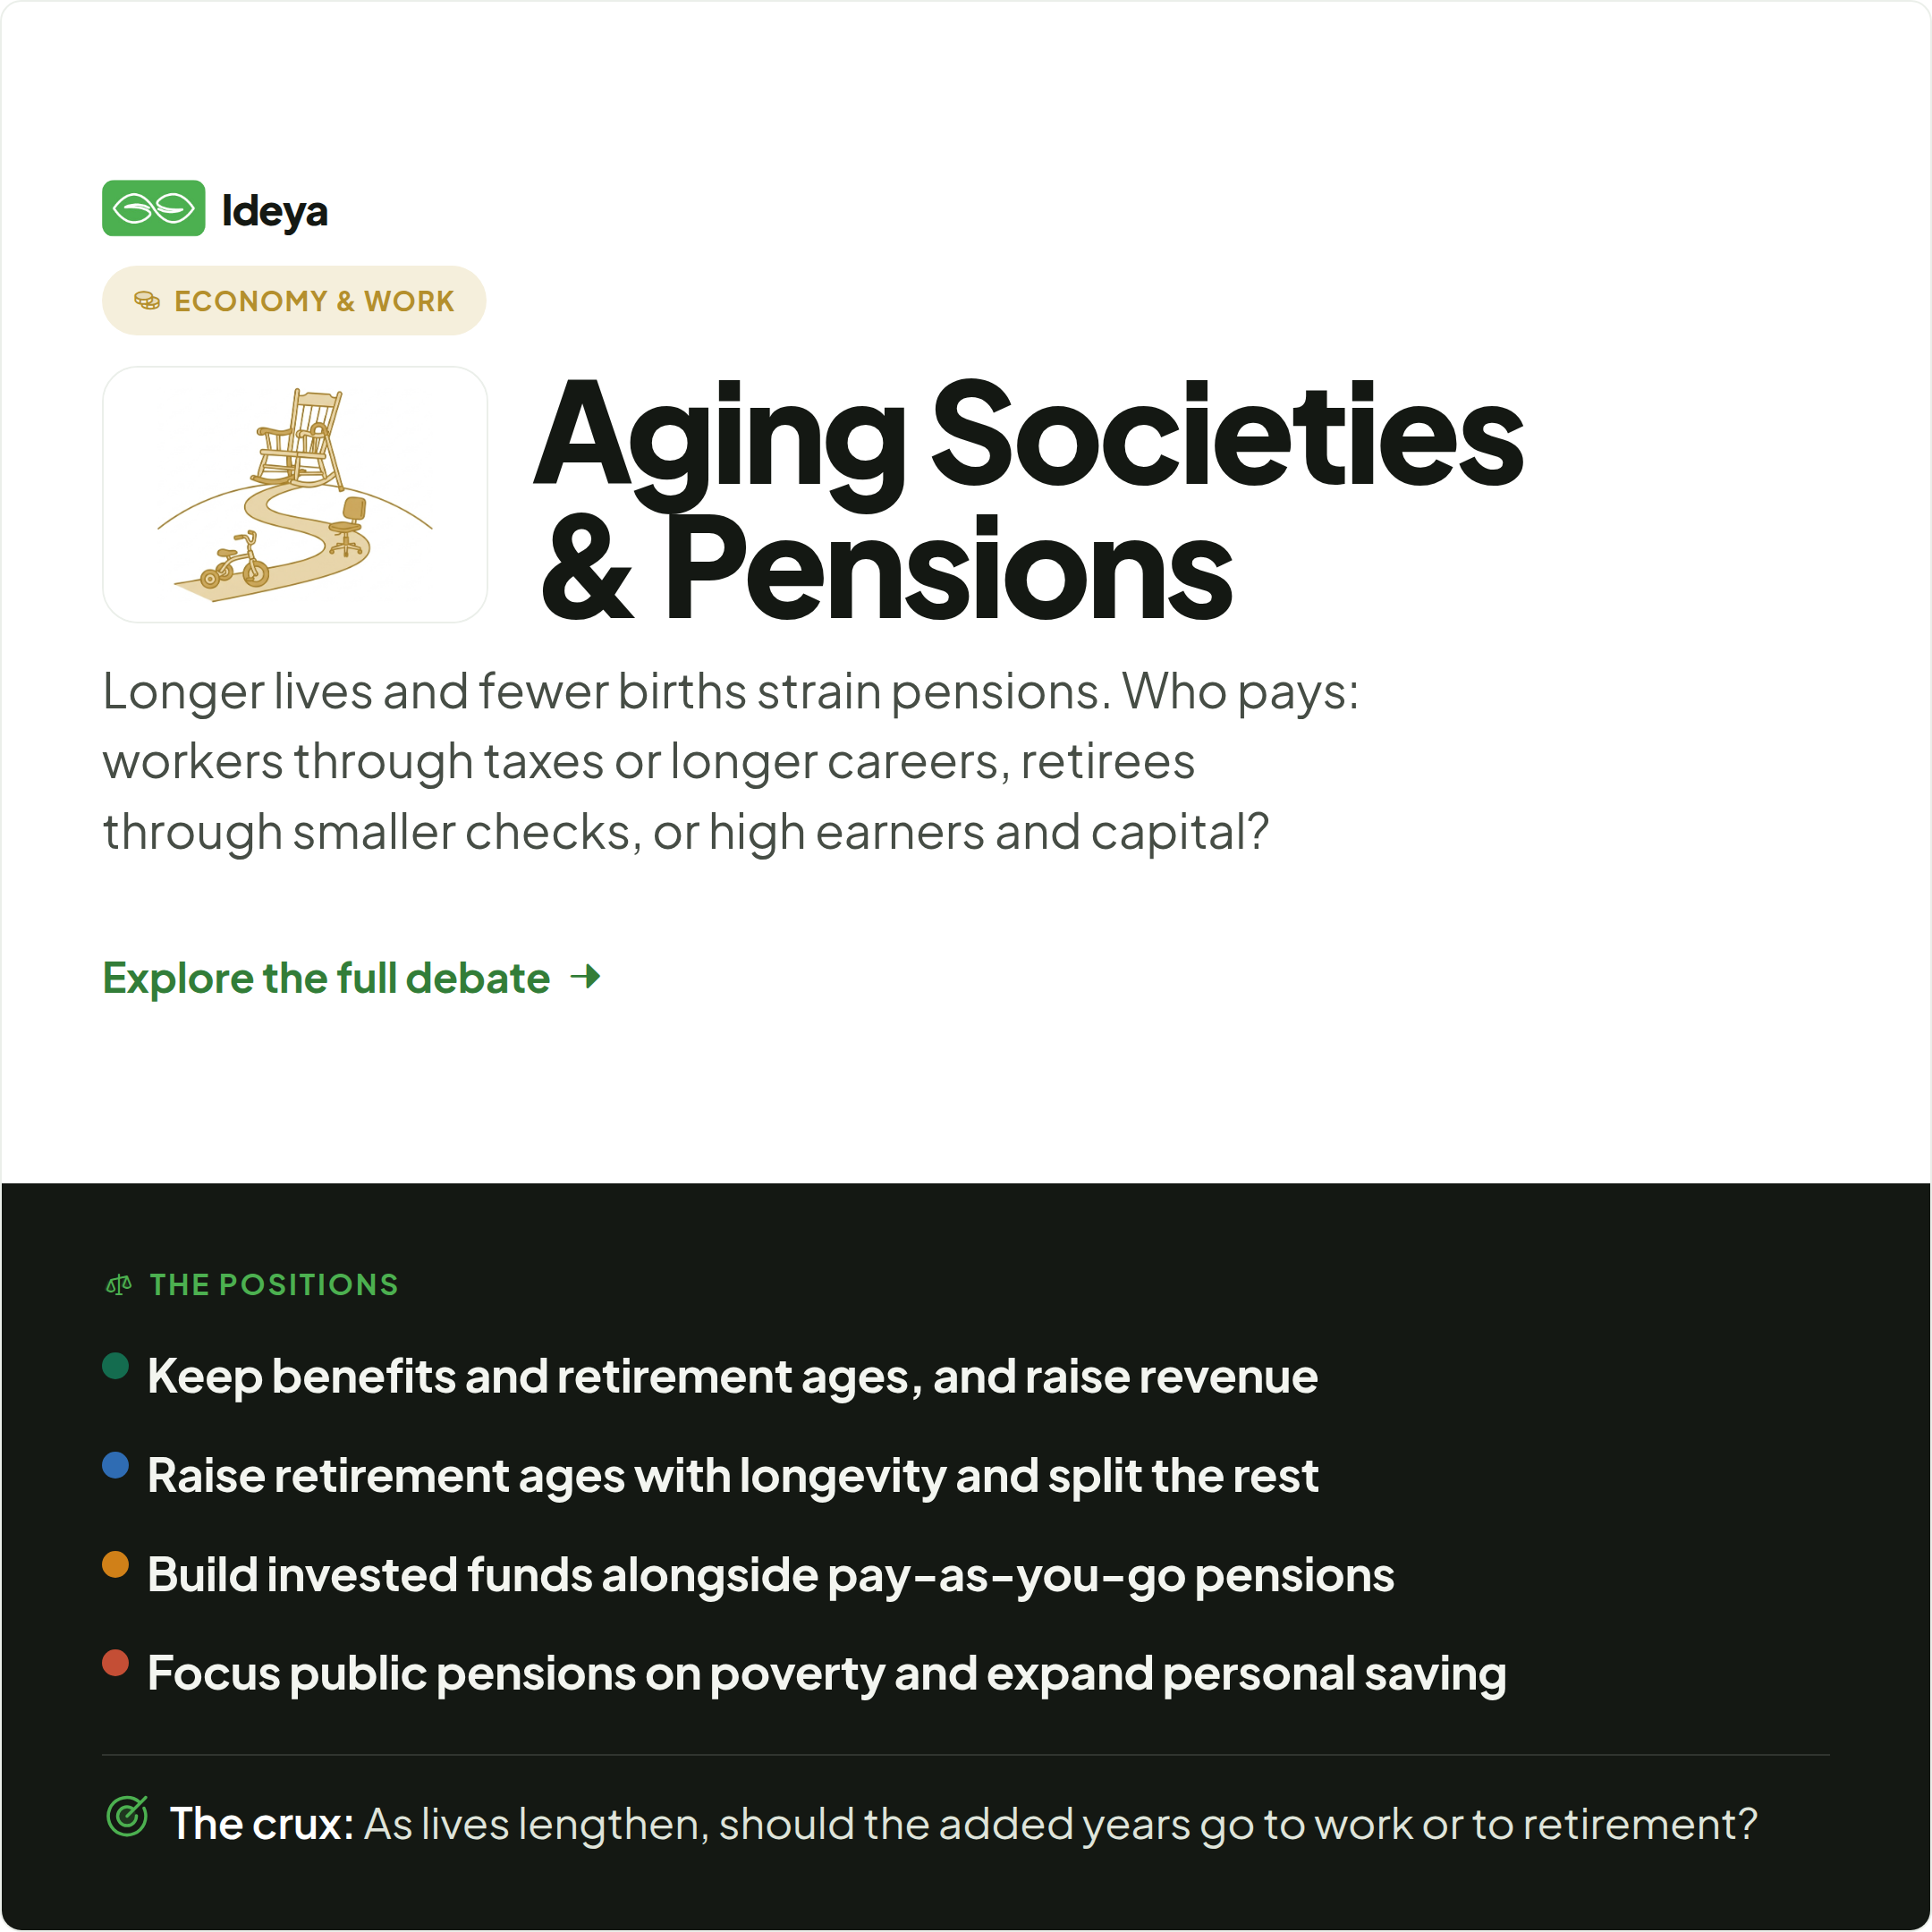 Ideya
ECONOMY & WORK
Aging Societies
& Pensions
Longer lives and fewer births strain pensions. Who pays:
workers through taxes or longer careers, retirees
through smaller checks, or high earners and capital?
Explore the full debate
THE POSITIONS
Keep benefits and retirement ages, and raise revenue
Raise retirement ages with longevity and split the rest
Build invested funds alongside pay-as-you-go pensions
Focus public pensions on poverty and expand personal saving
The crux: As lives lengthen, should the added years go to work or to retirement?